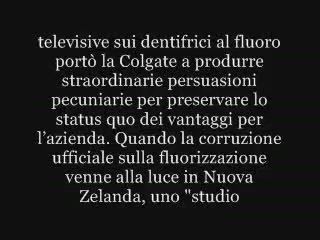 televisive sui dentifrici al fluoro
portò la Colgate a produrre
straordinarie persuasioni
pecuniarie per preservare lo
status quo dei vantaggi per
l'azienda. Quando la corruzione
ufficiale sulla fluorizzazione
venne alla luce in Nuova
Zelanda, uno "studio